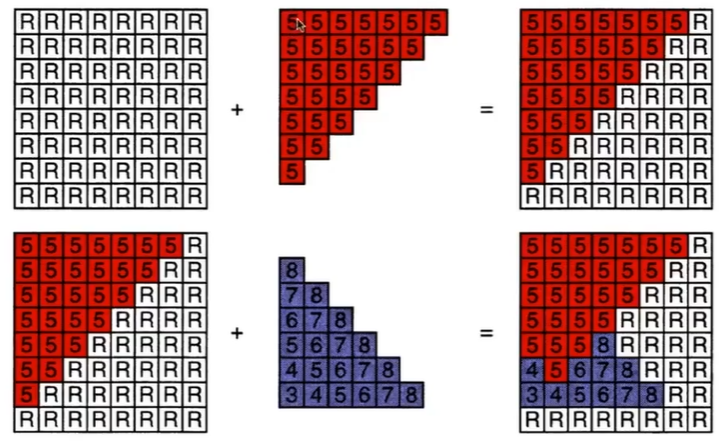 R R R R R R R R
R R R R R R R R
R R R R R R R R
R R R R R R R R
R R R R R R R R
R R R R R R R R
R R R R R R R R
R R R R R R R R
+
5 5 5 5 5 5 5
5 5 5 5 5 5
5 5 5 5 5
5 5 5 5
5 5 5
5 5
5
=
5 5 5 5 5 5 5 R
5 5 5 5 5 5 R R
5 5 5 5 5 R R R
5 5 5 5 R R R R
5 5 5 R R R R R
5 5 R R R R R R
5 R R R R R R R
R R R R R R R R
5 5 5 5 5 5 5 R
5 5 5 5 5 5 R R
5 5 5 5 5 R R R
5 5 5 5 R R R R
5 5 5 R R R R R
5 5 R R R R R R
5 R R R R R R R
R R R R R R R R
+
8
7 8
6 7 8
5 6 7 8
4 5 6 7 8
3 4 5 6 7 8
=
5 5 5 5 5 5 5 R
5 5 5 5 5 5 R R
5 5 5 5 5 R R R
5 5 5 5 R R R R
5 5 5 8 R R R R
4 5 6 7 8 R R R
3 4 5 6 7 8 R R
R R R R R R R R